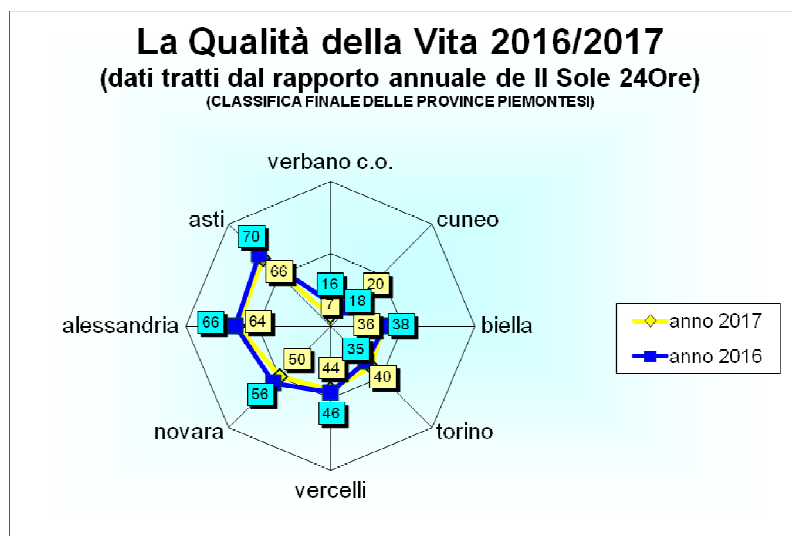 La Qualità della Vita 2016/2017
(dati tratti dal rapporto annuale de Il Sole 24Ore)
(CLASSIFICA FINALE DELLE PROVINCE PIEMONTESI)
verbano c.o.
asti
cuneo
70
66
16
20
7
18
alessandria
66
64
36
38
biella
anno 2017
anno 2016
50
35
44
40
56
46
novara
torino
vercelli